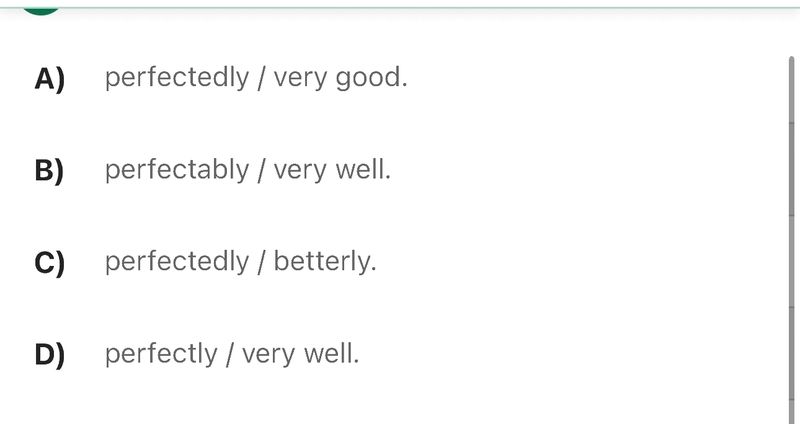 A) perfectedly / very good.
B) perfectably / very well.
C) perfectedly / betterly.
D) perfectly / very well.